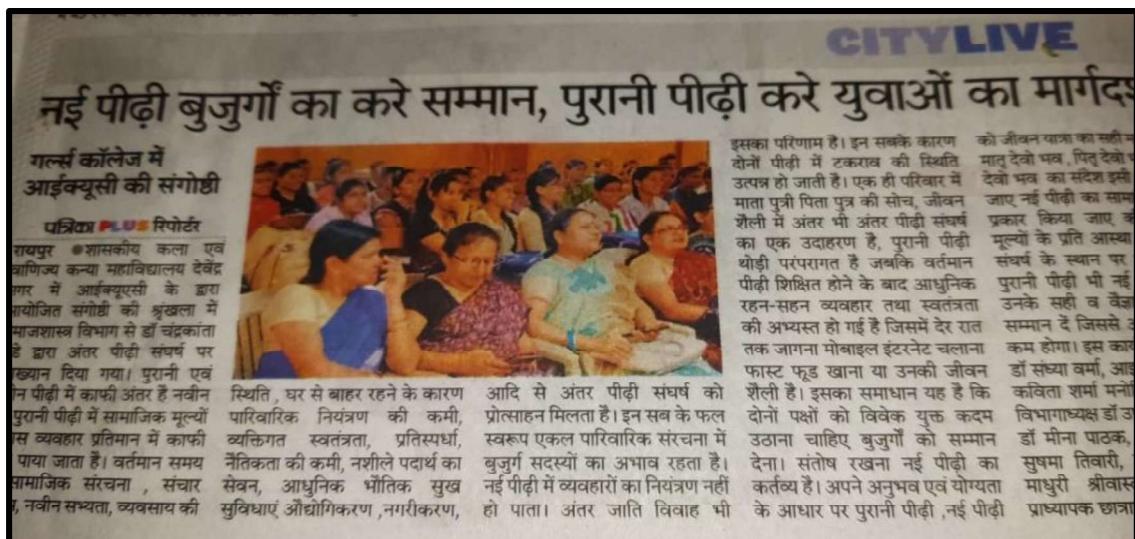 CITYLIVE
नई पीढ़ी बुजुर्गों का करे सम्मान, पुरानी पीढ़ी करे युवाओं का मार्गदश
गर्ल्स कॉलेज में
आईक्यूसी की संगोष्ठी
पत्रिका PLUS रिपोर्टर
रायपुर शासकीय कला एवं
वाणिज्य कन्या महाविद्यालय देवेंद्र
गर में आईक्यूएसी के द्वारा
मायोजित संगोष्ठी की श्रृंखला में
माजशास्त्र विभाग से डॉ चंद्रकांता
द्वारा अंतर पीढ़ी संघर्ष पर
ख्यान दिया गया। पुरानी एवं
न पीढ़ी में काफी अंतर है नवीन
पुरानी पीढ़ी में सामाजिक मूल्यों
स व्यवहार प्रतिमान में काफी
पाया जाता है। वर्तमान समय
सामाजिक संरचना , संचार
, नवीन सभ्यता, व्यवसाय की
स्थिति , घर से बाहर रहने के कारण
पारिवारिक नियंत्रण की कमी,
व्यक्तिगत स्वतंत्रता, प्रतिस्पर्धा,
नैतिकता की कमी, नशीले पदार्थ का
सेवन, आधुनिक भौतिक सुख
सुविधाएं औद्योगिकरण ,नगरीकरण,
आदि से अंतर पीढ़ी संघर्ष को
प्रोत्साहन मिलता है। इन सब के फल
स्वरूप एकल पारिवारिक संरचना में
बुजुर्ग सदस्यों का अभाव रहता है।
नई पीढ़ी में व्यवहारों का नियंत्रण नहीं
हो पाता। अंतर जाति विवाह भी
इसका परिणाम है। इन सबके कारण
दोनों पीढ़ी में टकराव की स्थिति
उत्पन्न हो जाती है। एक ही परिवार में
माता पुत्री पिता पुत्र की सोच, जीवन
शैली में अंतर भी अंतर पीढ़ी संघर्ष
का एक उदाहरण है, पुरानी पीढ़ी
थोड़ी परंपरागत है जबकि वर्तमान
पीढ़ी शिक्षित होने के बाद आधुनिक
रहन-सहन व्यवहार तथा स्वतंत्रता
की अभ्यस्त हो गई है जिसमें देर रात
तक जागना मोबाइल इंटरनेट चलाना
फास्ट फूड खाना या उनकी जीवन
शैली है। इसका समाधान यह है कि
दोनों पक्षों को विवेक युक्त कदम
उठाना चाहिए बुजुर्गों को सम्मान
देना। संतोष रखना नई पीढ़ी का
कर्तव्य है। अपने अनुभव एवं योग्यता
के आधार पर पुरानी पीढ़ी ,नई पीढ़ी
को जीवन यात्रा का सही
मातृ देवो भव, पितृ देवो
देवो भव का संदेश इसी
जाए नई पीढ़ी का साम
प्रकार किया जाए
मूल्यों के प्रति आस्था
संघर्ष के स्थान पर
पुरानी पीढ़ी भी नई
उनके सही व वैज्ञा
सम्मान दें जिससे
कम होगा। इस कार्य
डॉ संध्या वर्मा, आइ
कविता शर्मा मनो
विभागाध्यक्ष डॉ उ
डॉ मीना पाठक,
सुषमा तिवारी,
माधुरी श्रीवास्त
प्राध्यापक छात्रा